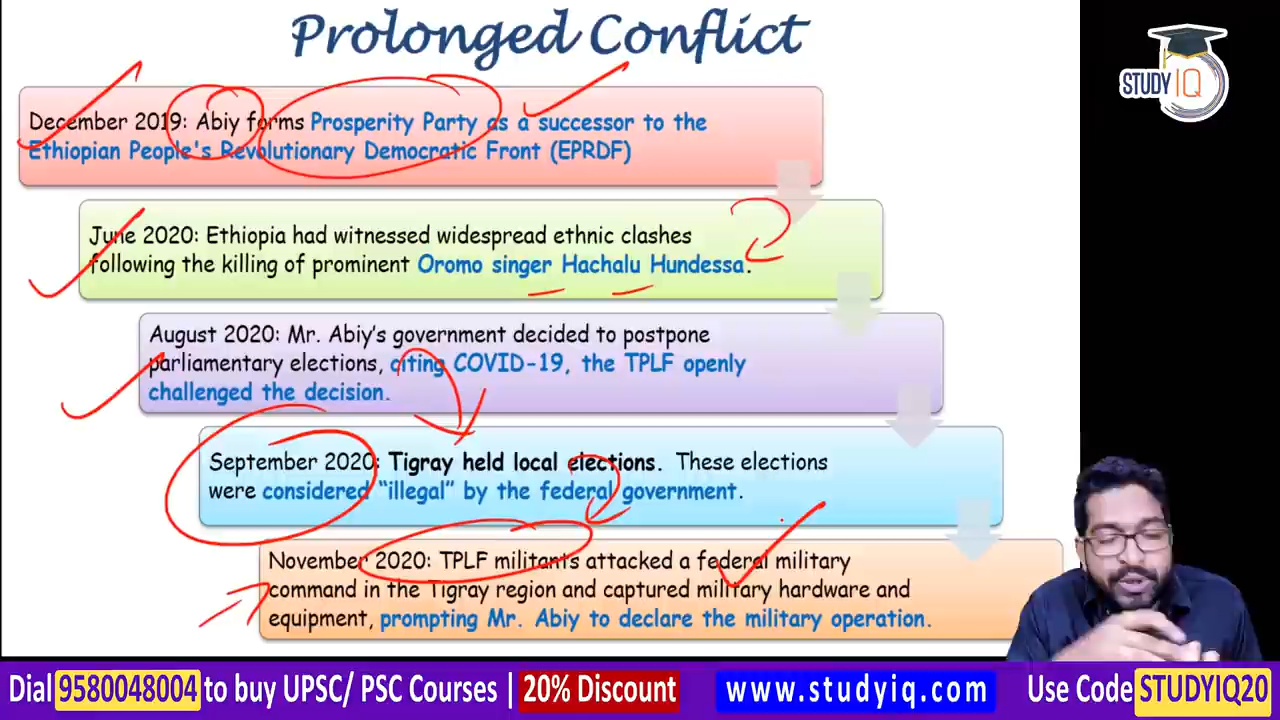 Prolonged Conflict
STUDY IQ
December 2019: Abiy forms Prosperity Party as a successor to the
Ethiopian People's Revolutionary Democratic Front (EPRDF)
June 2020: Ethiopia had witnessed widespread ethnic clashes
following the killing of prominent Oromo singer Hachalu Hundessa.
August 2020: Mr. Abiy's government decided to postpone
parliamentary elections, citing COVID-19, the TPLF openly
challenged the decision.
September 2020: Tigray held local elections. These elections
were considered “illegal” by the federal government.
November 2020: TPLF militants attacked a federal military
command in the Tigray region and captured military hardware and
equipment, prompting Mr. Abiy to declare the military operation.
Dial 9580048004 to buy UPSC/ PSC Courses | 20% Discount www.studyiq.com Use Code STUDYIQ20